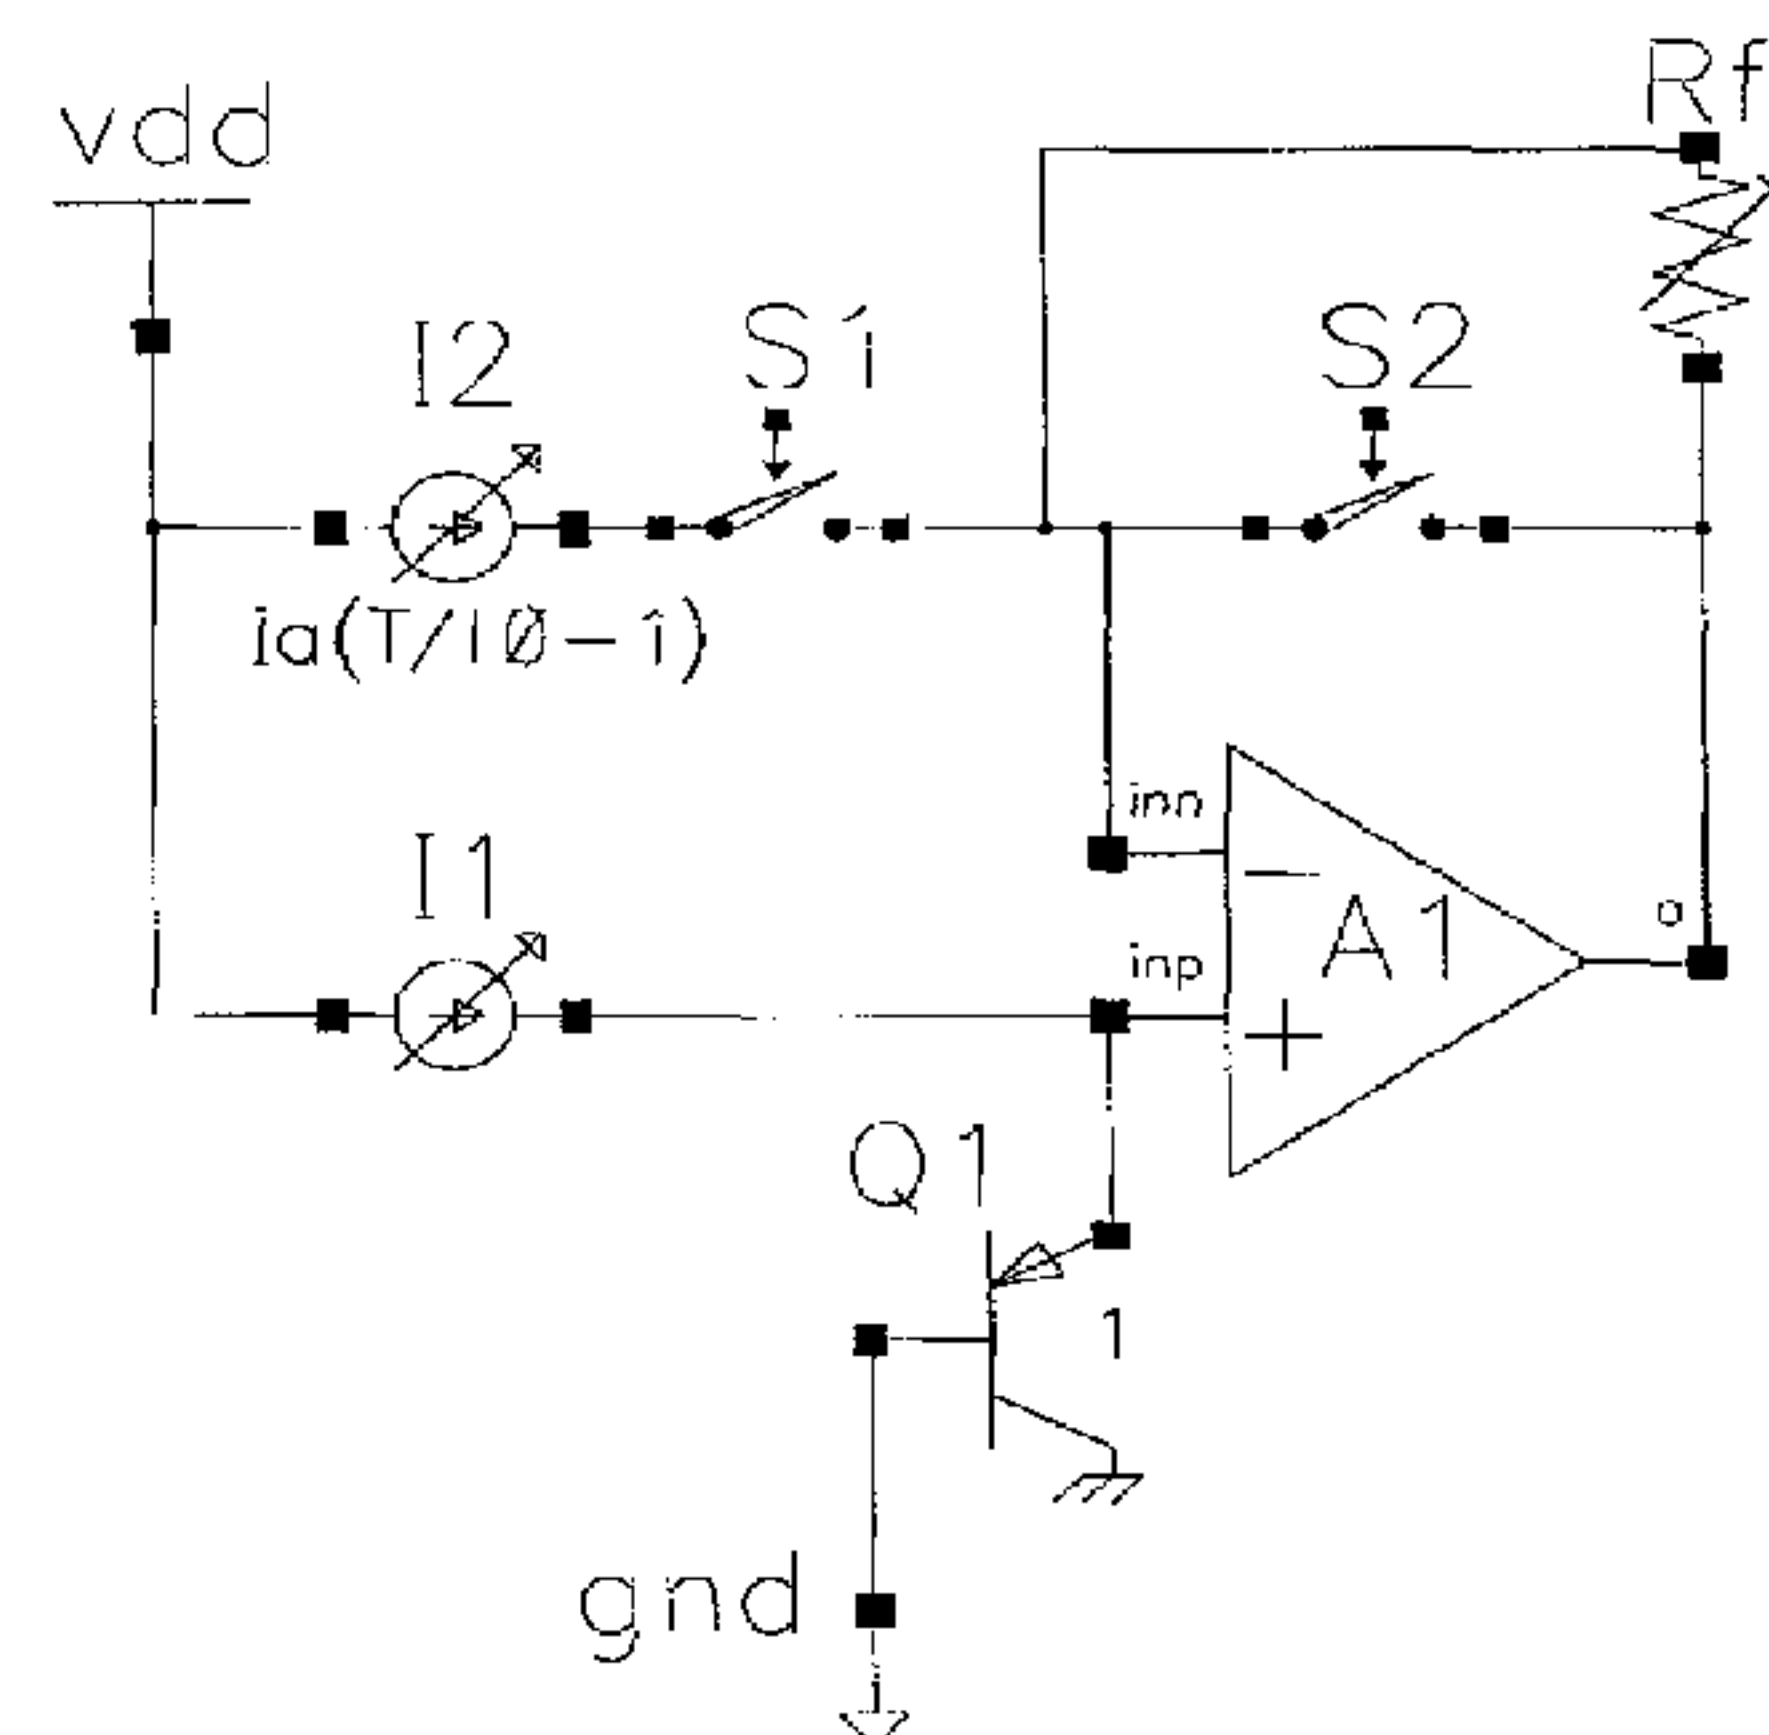 Rf
vdd
I2
S1
S2
ia(T/10-1)
inn
I1
A1
o
inp
Q1
1
gnd